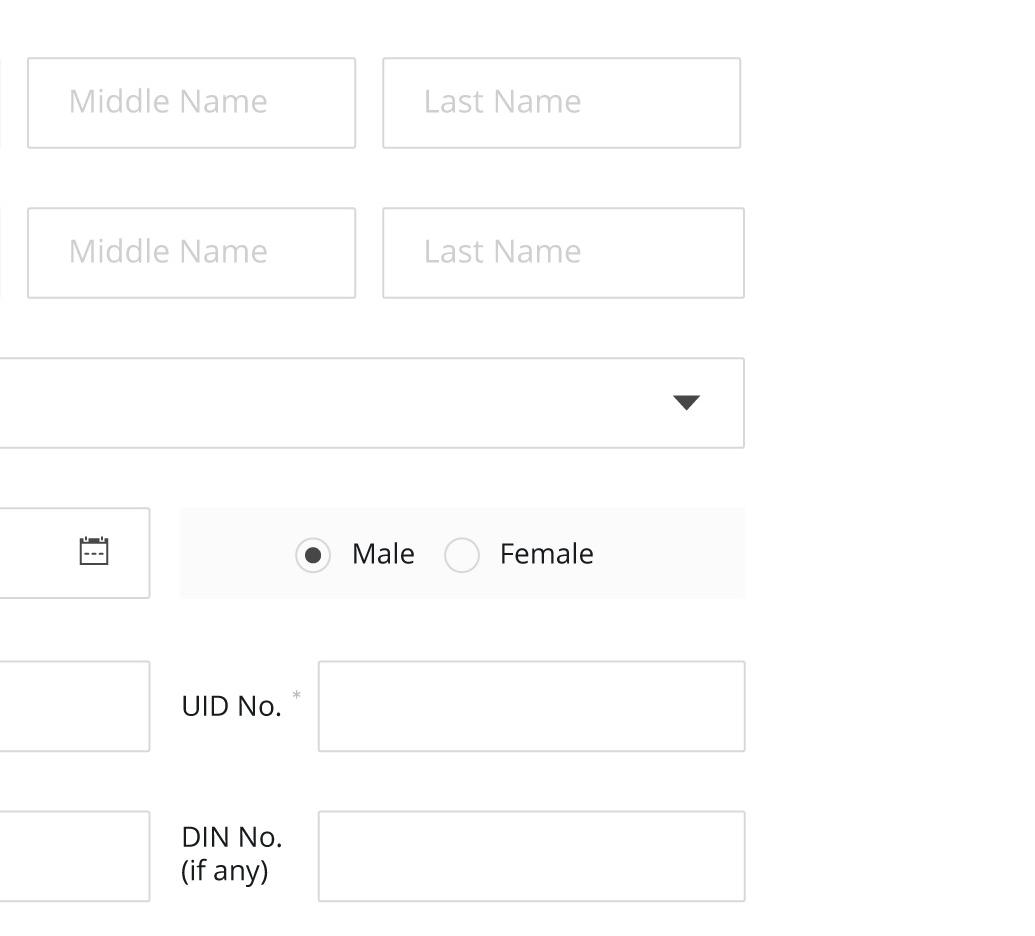 Middle Name
Last Name
Middle Name
Last Name
Male
Female
UID No. *
DIN No.
(if any)